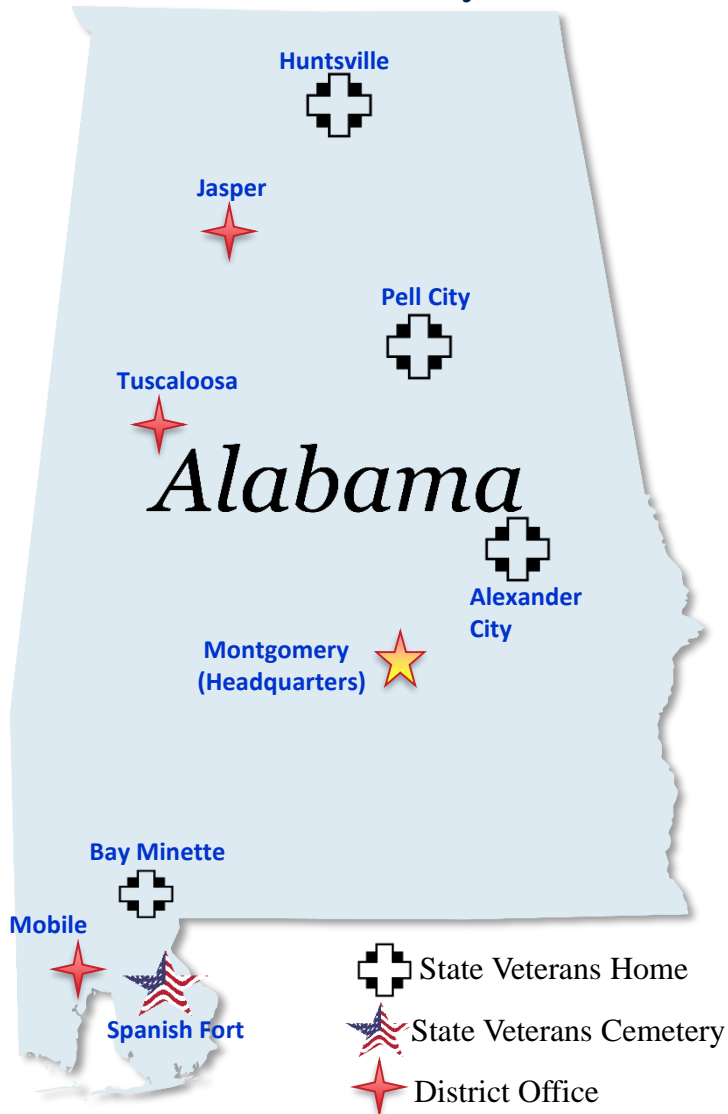 Huntsville
Jasper
Pell City
Tuscaloosa
Alabama
Alexander
City
Montgomery
(Headquarters)
Bay Minette
Mobile
Spanish Fort
State Veterans Home
State Veterans Cemetery
District Office